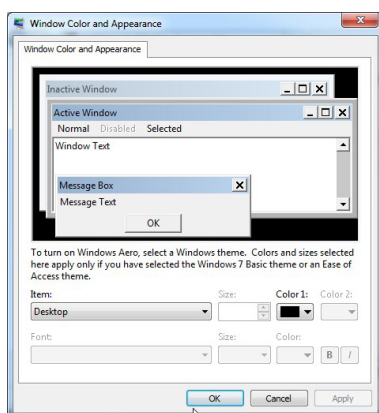 Window Color and Appearance
Window Color and Appearance
Inactive Window
Active Window
Normal Disabled Selected
Window Text
Message Box
Message Text
OK
To turn on Windows Aero, select a Windows theme. Colors and sizes selected
here apply only if you have selected the Windows 7 Basic theme or an Ease of
Access theme.
Item: Size: Color 1: Color 2:
Desktop
Font: Size: Color:
B I
OK Cancel Apply